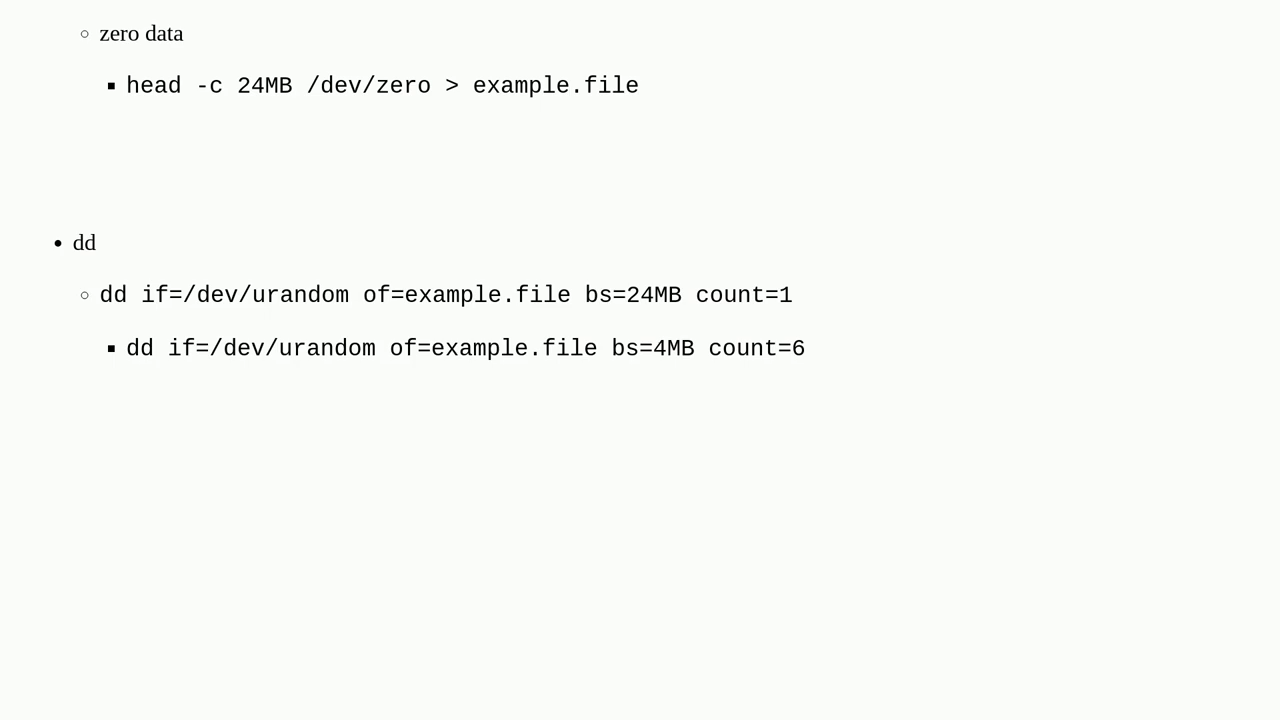 zero data
head -c 24MB /dev/zero > example.file
dd
dd if=/dev/urandom of=example.file bs=24MB count=1
dd if=/dev/urandom of=example.file bs=4MB count=6